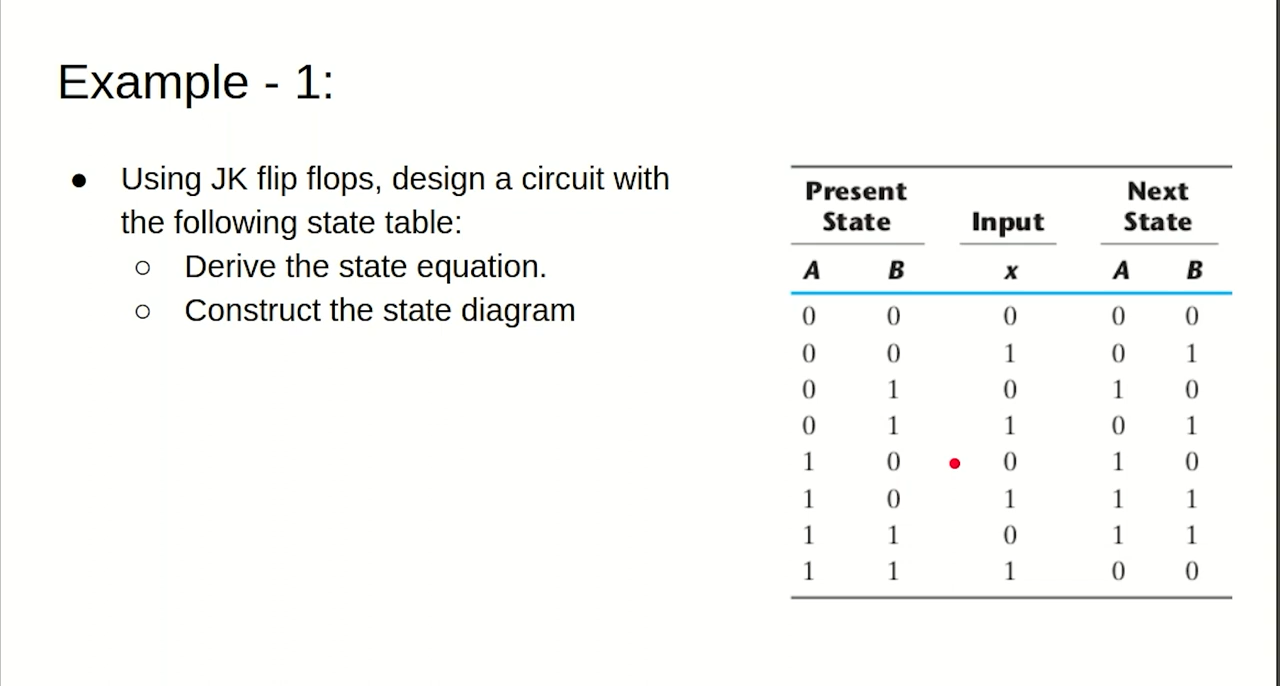 Example - 1:
● Using JK flip flops, design a circuit with
the following state table:
○ Derive the state equation.
○ Construct the state diagram
Present State Input Next State
A B x A B
0 0 0 0 0
0 0 1 0 1
0 1 0 1 0
0 1 1 0 1
1 0 0 1 0
1 0 1 1 1
1 1 0 1 1
1 1 1 0 0